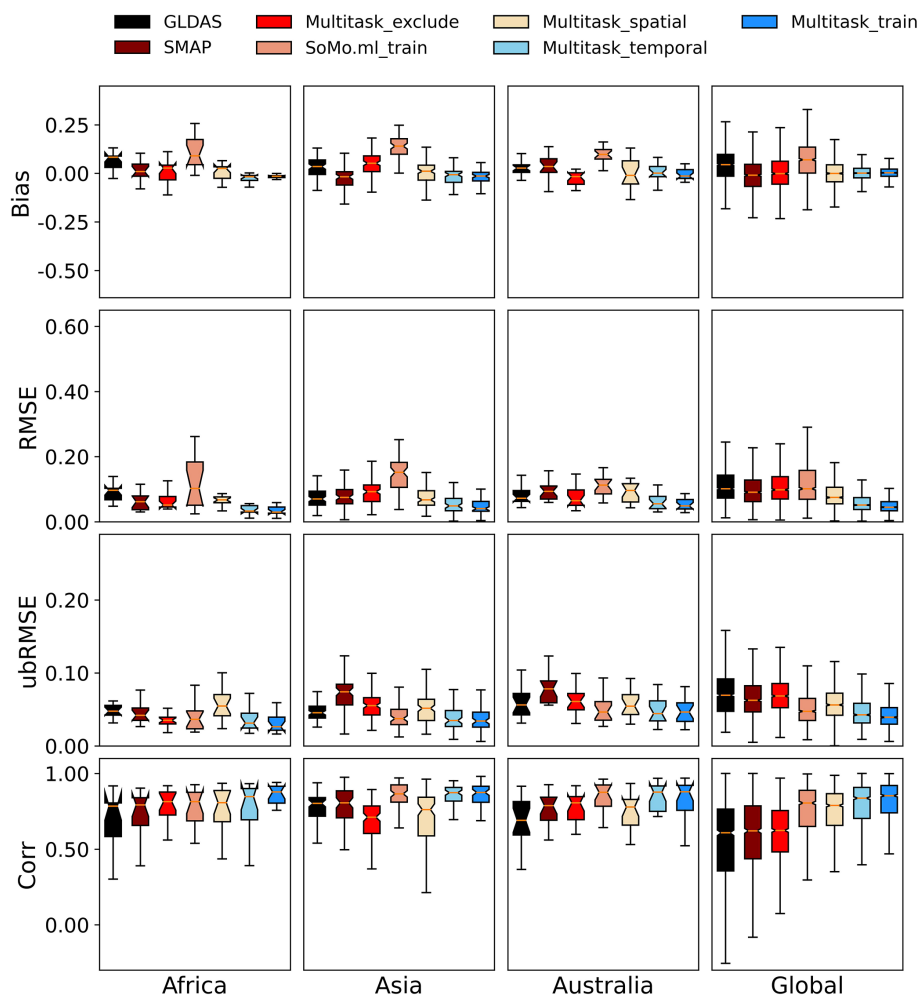 GLDAS Multitask_exclude Multitask_spatial Multitask_train
SMAP SoMo.ml_train Multitask_temporal
0.25
0.00
-0.25
-0.50
Bias
0.60
0.40
0.20
0.00
RMSE
0.20
0.10
0.00
ubRMSE
1.00
0.50
0.00
Corr
Africa Asia Australia Global